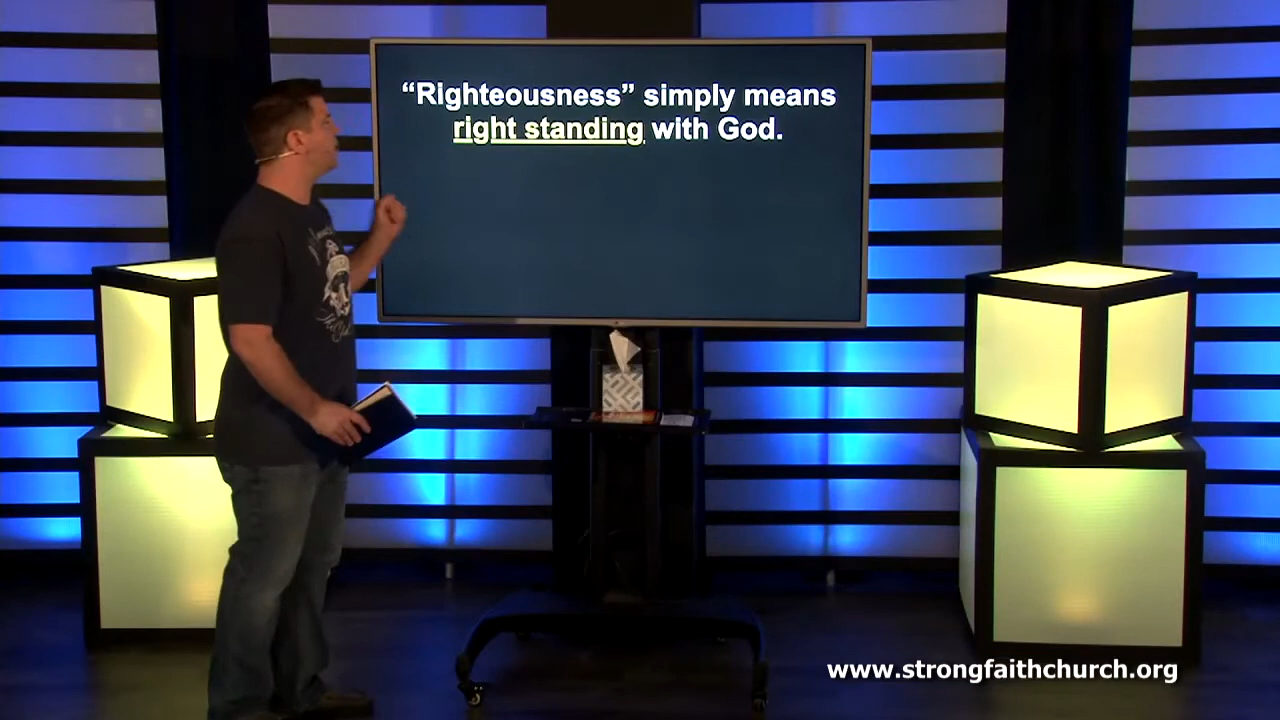 “Righteousness” simply means
right standing with God.
www.strongfaithchurch.org